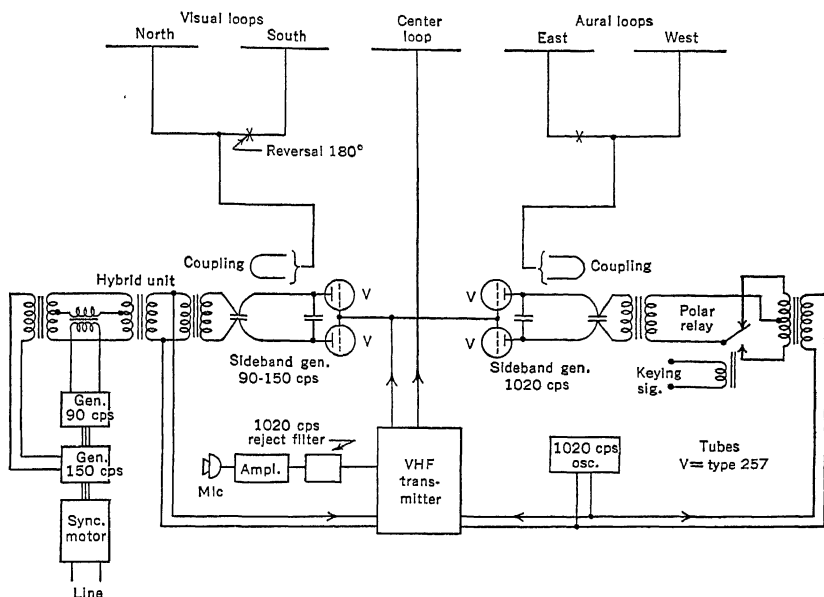 Visual loops
North
South
Center
loop
Aural loops
East
West
Reversal 180°
Coupling
Coupling
Hybrid unit
V
V
V
V
Polar
relay
Sideband gen.
90-150 cps
Sideband gen.
1020 cps
Keying
sig.
Gen.
90 cps
Gen.
150 cps
Sync.
motor
Line
1020 cps
reject filter
Mic
Ampl.
VHF
trans-
mitter
1020 cps
osc.
Tubes
V= type 257